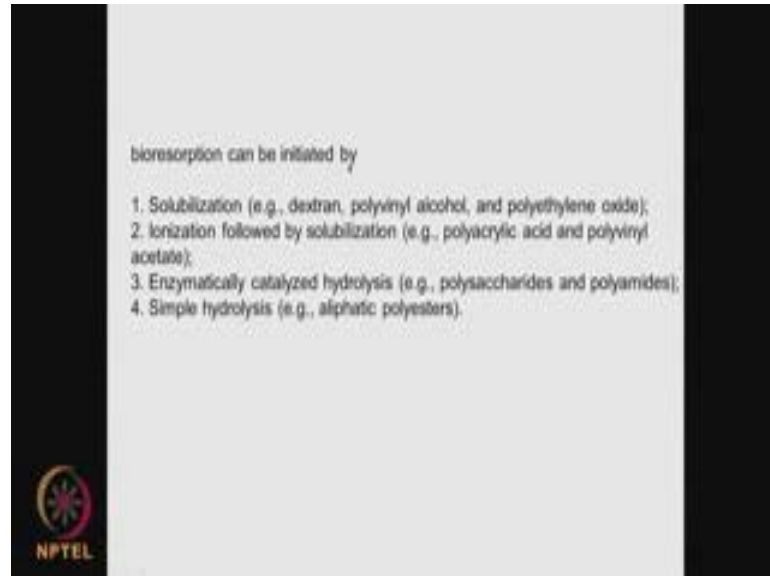 bioresorption can be initiated by
1. Solubilization (e.g., dextran, polyvinyl alcohol, and polyethylene oxide);
2. Ionization followed by solubilization (e.g., polyacrylic acid and polyvinyl
acetate);
3. Enzymatically catalyzed hydrolysis (e.g., polysaccharides and polyamides);
4. Simple hydrolysis (e.g., aliphatic polyesters).
NPTEL